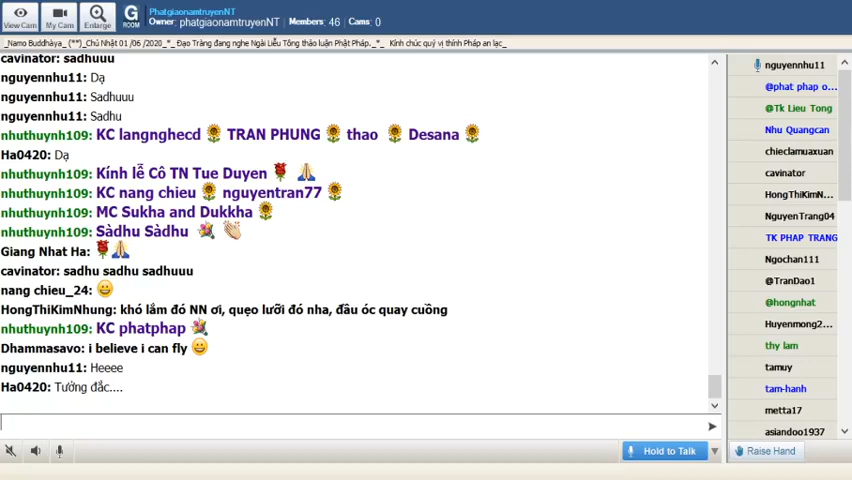 View Cam
My Cam
Enlarge
G
ROOM
PhatgiaonamtruyenNT
Owner: phatgiaonamtruyenNT Members: 46 Cams: 0
_Namo Buddhàya_ (**)_Chủ Nhật 01 /06 /2020_*_ Đạo Tràng đang nghe Ngài Liễu Tông thảo luận Phật Pháp._*_ Kính chúc quý vị thính Pháp an lạc_
cavinator: sadhuuu
nguyennhu11: Dạ
nguyennhu11: Sadhuuu
nguyennhu11: Sadhu
nhuthuynh109: KC langnghecd 🌻 TRAN PHUNG 🌻 thao 🌻 Desana 🌻
Ha0420: Dạ
nhuthuynh109: Kính lễ Cô TN Tue Duyen 🌹 🙏
nhuthuynh109: KC nang chieu 🌻 nguyentran77 🌻
nhuthuynh109: MC Sukha and Dukkha 🌻
nhuthuynh109: Sàdhu Sàdhu 💐 👏
Giang Nhat Ha: 🌹🙏
cavinator: sadhu sadhu sadhuuu
nang chieu_24: 😀
HongThiKimNhung: khó lắm đó NN ơi, quẹo lưỡi đó nha, đầu óc quay cuồng
nhuthuynh109: KC phatphap 💐
Dhammasavo: i believe i can fly 😀
nguyennhu11: Heeee
Ha0420: Tưởng đắc....
Hold to Talk
nguyennhu11
@phat phap o...
@Tk Lieu Tong
Nhu Quangcan
chieclamuaxuan
cavinator
HongThiKimN...
NguyenTrang04
TK PHAP TRANG
Ngochan111
@TranDao1
@hongnhat
Huyenmong2...
thy lam
tamuy
tam-hanh
metta17
asiandoo1937
Raise Hand